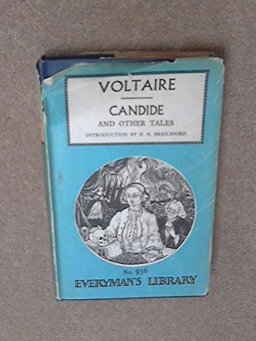 VOLTAIRE
CANDIDE
AND OTHER TALES
INTRODUCTION BY H. N. BRAILSFORD
No. 936
EVERYMAN'S LIBRARY